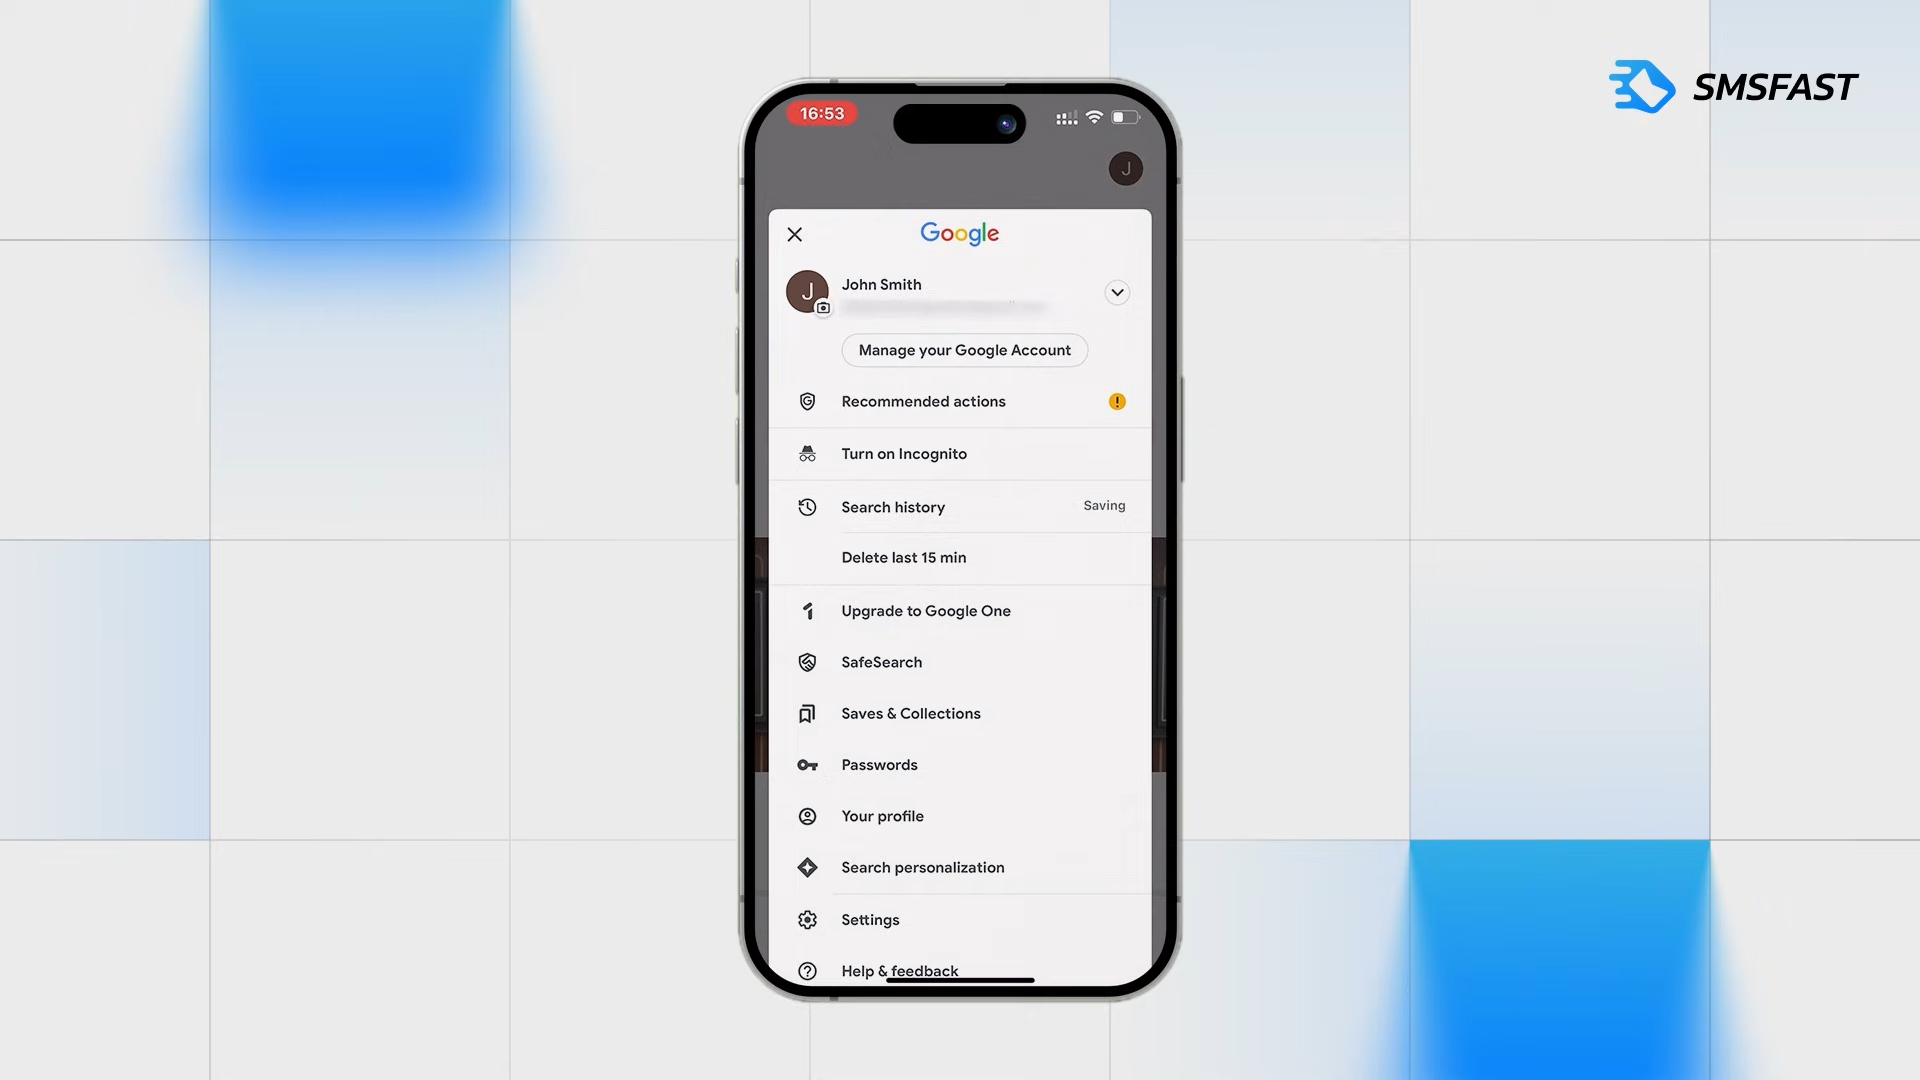 SMSFAST
16:53
J
Google
J
John Smith
Manage your Google Account
Recommended actions
Turn on Incognito
Search history Saving
Delete last 15 min
Upgrade to Google One
SafeSearch
Saves & Collections
Passwords
Your profile
Search personalization
Settings
Help & feedback